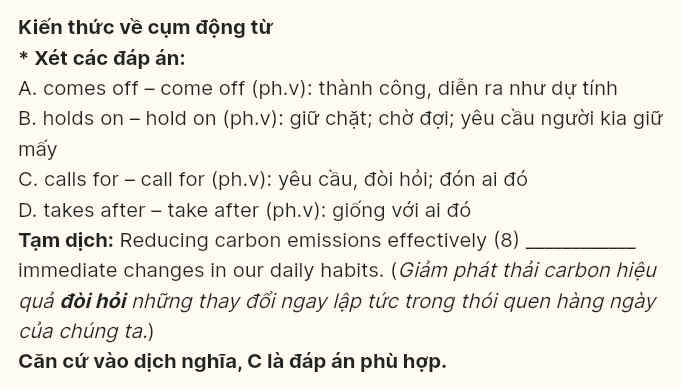 Kiến thức về cụm động từ
* Xét các đáp án:
A. comes off – come off (ph.v): thành công, diễn ra như dự tính
B. holds on – hold on (ph.v): giữ chặt; chờ đợi; yêu cầu người kia giữ
mấy
C. calls for – call for (ph.v): yêu cầu, đòi hỏi; đón ai đó
D. takes after – take after (ph.v): giống với ai đó
Tạm dịch: Reducing carbon emissions effectively (8) ____________
immediate changes in our daily habits. (Giảm phát thải carbon hiệu
quả đòi hỏi những thay đổi ngay lập tức trong thói quen hàng ngày
của chúng ta.)
Căn cứ vào dịch nghĩa, C là đáp án phù hợp.